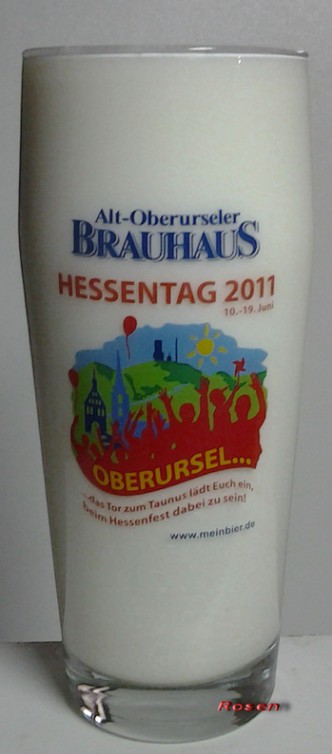 Alt-Oberurseler
BRAUHAUS
HESSENTAG 2011
10.-19. Juni
OBERURSEL...
...das Tor zum Taunus lädt Euch ein,
beim Hessenfest dabei zu sein!
www.meinbier.de
Rosen